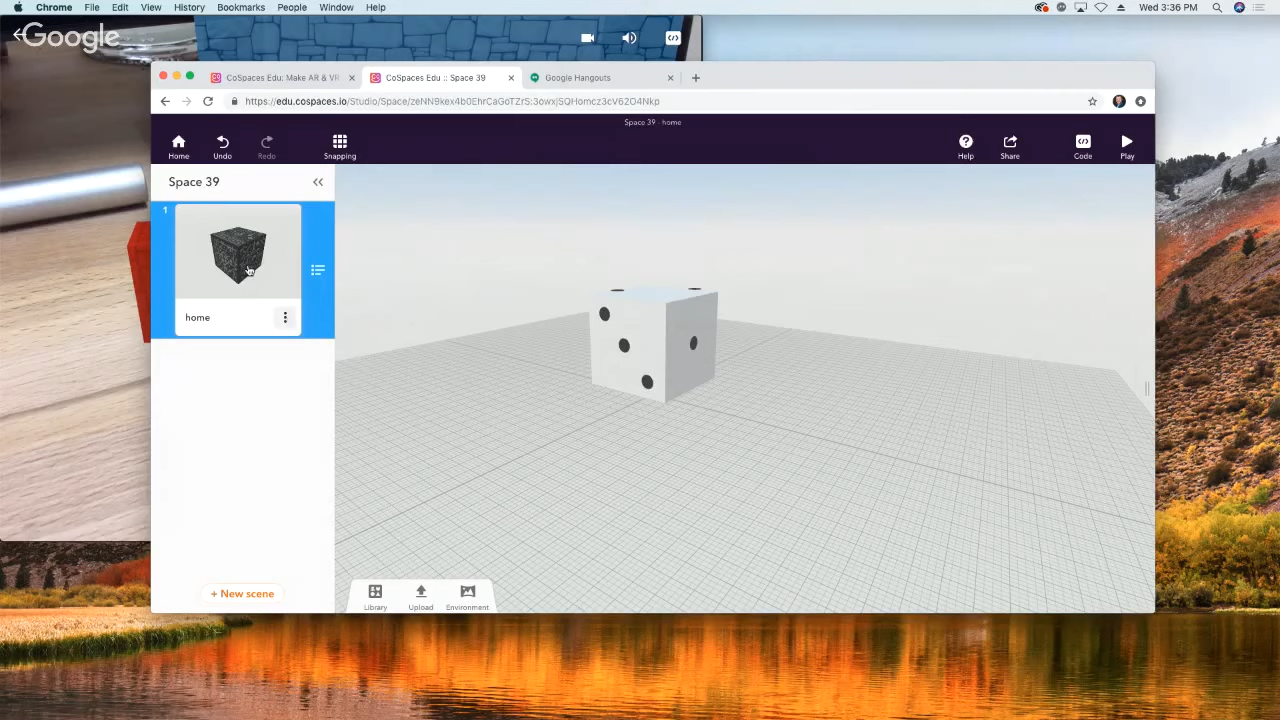 Chrome File Edit View History Bookmarks People Window Help Wed 3:36 PM
Google
CoSpaces Edu: Make AR & VR CoSpaces Edu :: Space 39 Google Hangouts
https://edu.cospaces.io/Studio/Space/zeNN9kex4b0EhrCaGoTZrS:3owxjSQHomcz3cV62O4Nkp
Space 39 - home
Home Undo Redo Snapping Help Share Code Play
Space 39
1
home
+ New scene
Library Upload Environment